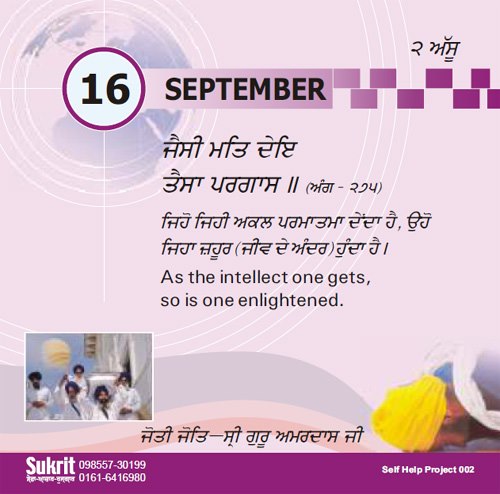 ੨ ਅੱਸੂ
16 SEPTEMBER
ਜੈਸੀ ਮਤਿ ਦੇਇ
ਤੈਸਾ ਪਰਗਾਸ ॥ (ਅੰਗ - ੨੭੫)
ਜਿਹੋ ਜਿਹੀ ਅਕਲ ਪਰਮਾਤਮਾ ਦੇਂਦਾ ਹੈ, ਉਹੋ
ਜਿਹਾ ਜ਼ਹੂਰ (ਜੀਵ ਦੇ ਅੰਦਰ) ਹੁੰਦਾ ਹੈ।
As the intellect one gets,
so is one enlightened.
ਜੋਤੀ ਜੋਤਿ–ਸ੍ਰੀ ਗੁਰੂ ਅਮਰਦਾਸ ਜੀ
Sukrit 098557-30199
0161-6416980
Self Help Project 002